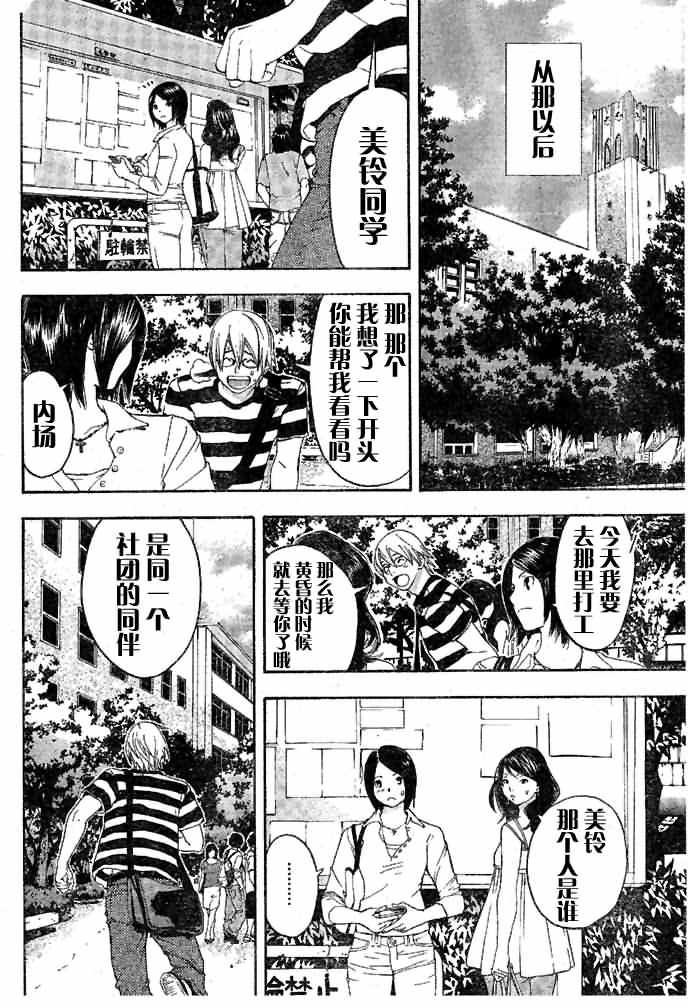 从那以后
美铃同学
駐輪禁
那 那个
我想了一下开头
你能帮我看看吗
内场
今天我要
去那里打工
那么我
黄昏的时候
就去等你了哦
美铃
那个人是谁
………
禁止
是同一个
社团的同伴